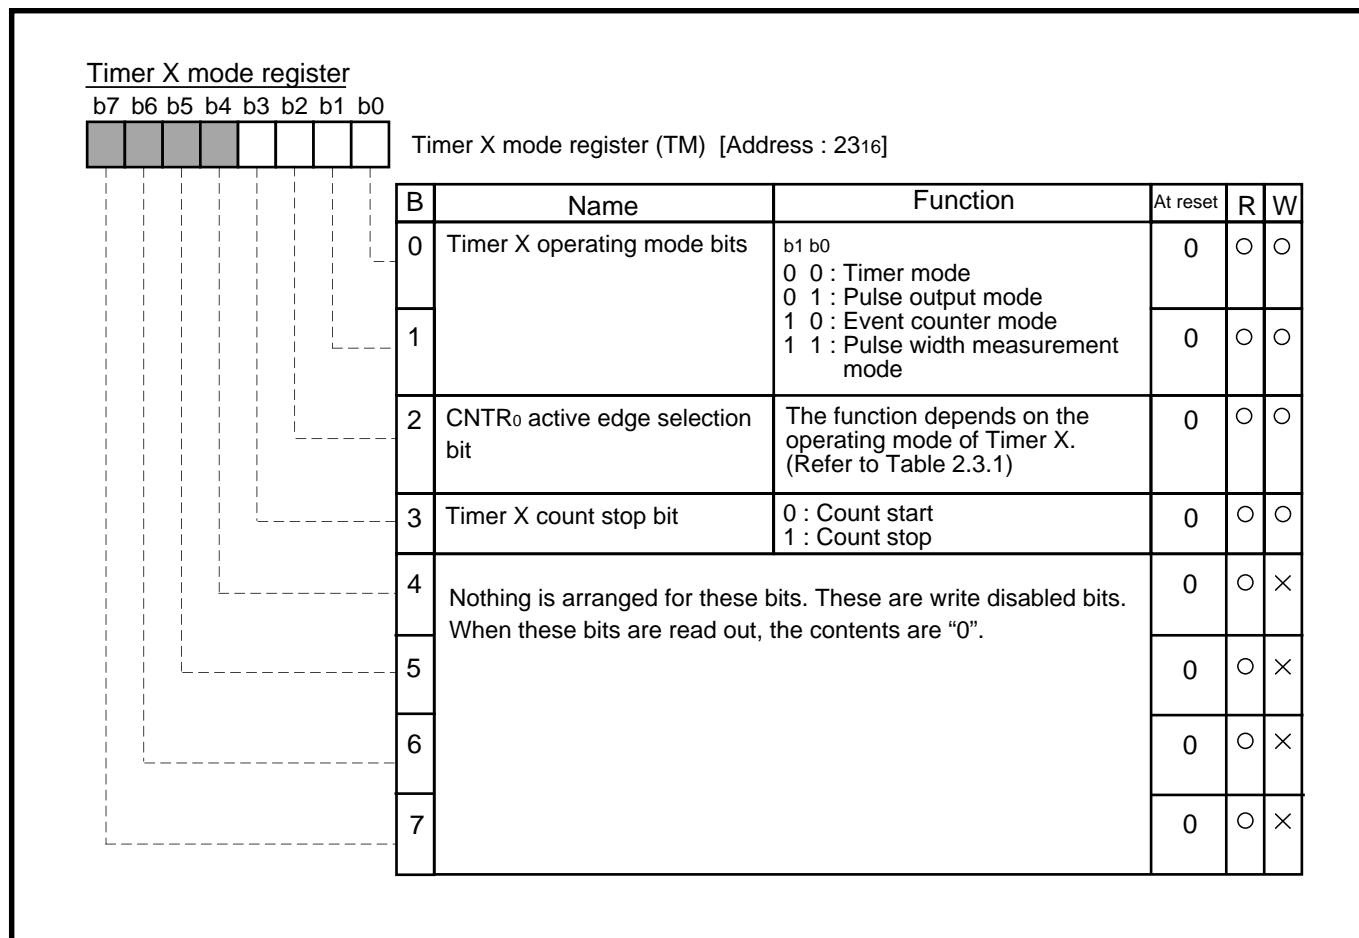 Timer X mode register
b7 b6 b5 b4 b3 b2 b1 b0
Timer X mode register (TM) [Address : 2316]
B Name Function At reset R W
0 Timer X operating mode bits b1 b0 0 ○ ○
0 0 : Timer mode
0 1 : Pulse output mode
1 0 : Event counter mode
1 1 1 : Pulse width measurement 0 ○ ○
mode
2 CNTR0 active edge selection The function depends on the 0 ○ ○
bit operating mode of Timer X.
(Refer to Table 2.3.1)
3 Timer X count stop bit 0 : Count start 0 ○ ○
1 : Count stop
4 0 ○ ×
Nothing is arranged for these bits. These are write disabled bits.
When these bits are read out, the contents are “0”.
5 0 ○ ×
6 0 ○ ×
7 0 ○ ×